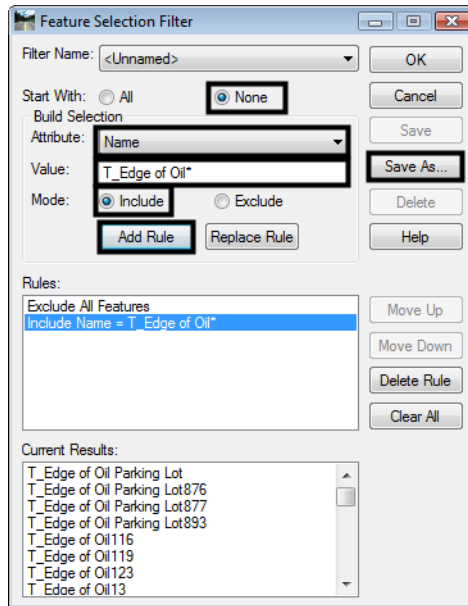 Feature Selection Filter
Filter Name: <Unnamed> OK
Start With: All None Cancel
Build Selection Save
Attribute: Name
Value: T_Edge of Oil* Save As...
Mode: Include Exclude Delete
Add Rule Replace Rule Help
Rules:
Exclude All Features Move Up
Include Name = T_Edge of Oil*
Move Down
Delete Rule
Clear All
Current Results:
T_Edge of Oil Parking Lot
T_Edge of Oil Parking Lot876
T_Edge of Oil Parking Lot877
T_Edge of Oil Parking Lot893
T_Edge of Oil116
T_Edge of Oil119
T_Edge of Oil123
T_Edge of Oil13